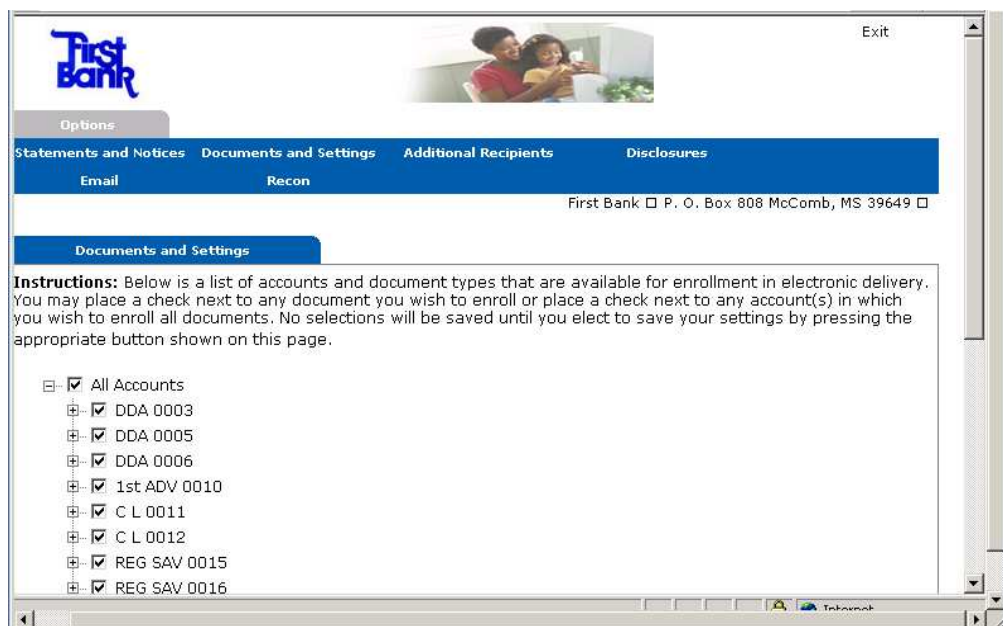 First
Bank
Exit
Options
Statements and Notices Documents and Settings Additional Recipients Disclosures
Email Recon
First Bank □ P. O. Box 808 McComb, MS 39649 □
Documents and Settings
Instructions: Below is a list of accounts and document types that are available for enrollment in electronic delivery.
You may place a check next to any document you wish to enroll or place a check next to any account(s) in which
you wish to enroll all documents. No selections will be saved until you elect to save your settings by pressing the
appropriate button shown on this page.
All Accounts
DDA 0003
DDA 0005
DDA 0006
1st ADV 0010
C L 0011
C L 0012
REG SAV 0015
REG SAV 0016
Internet